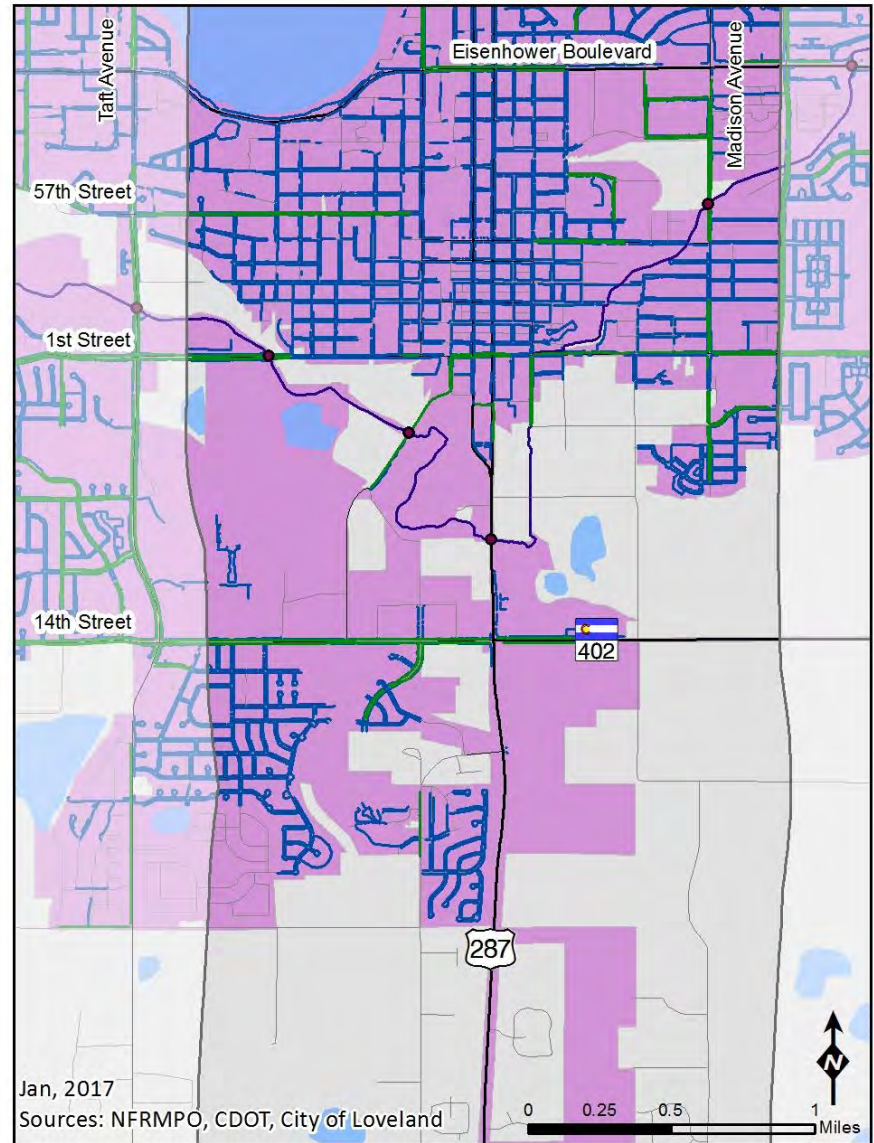 Taft Avenue
Eisenhower Boulevard
Madison Avenue
57th Street
1st Street
14th Street
402
287
N
Jan, 2017
Sources: NFRMPO, CDOT, City of Loveland
0 0.25 0.5 1
Miles